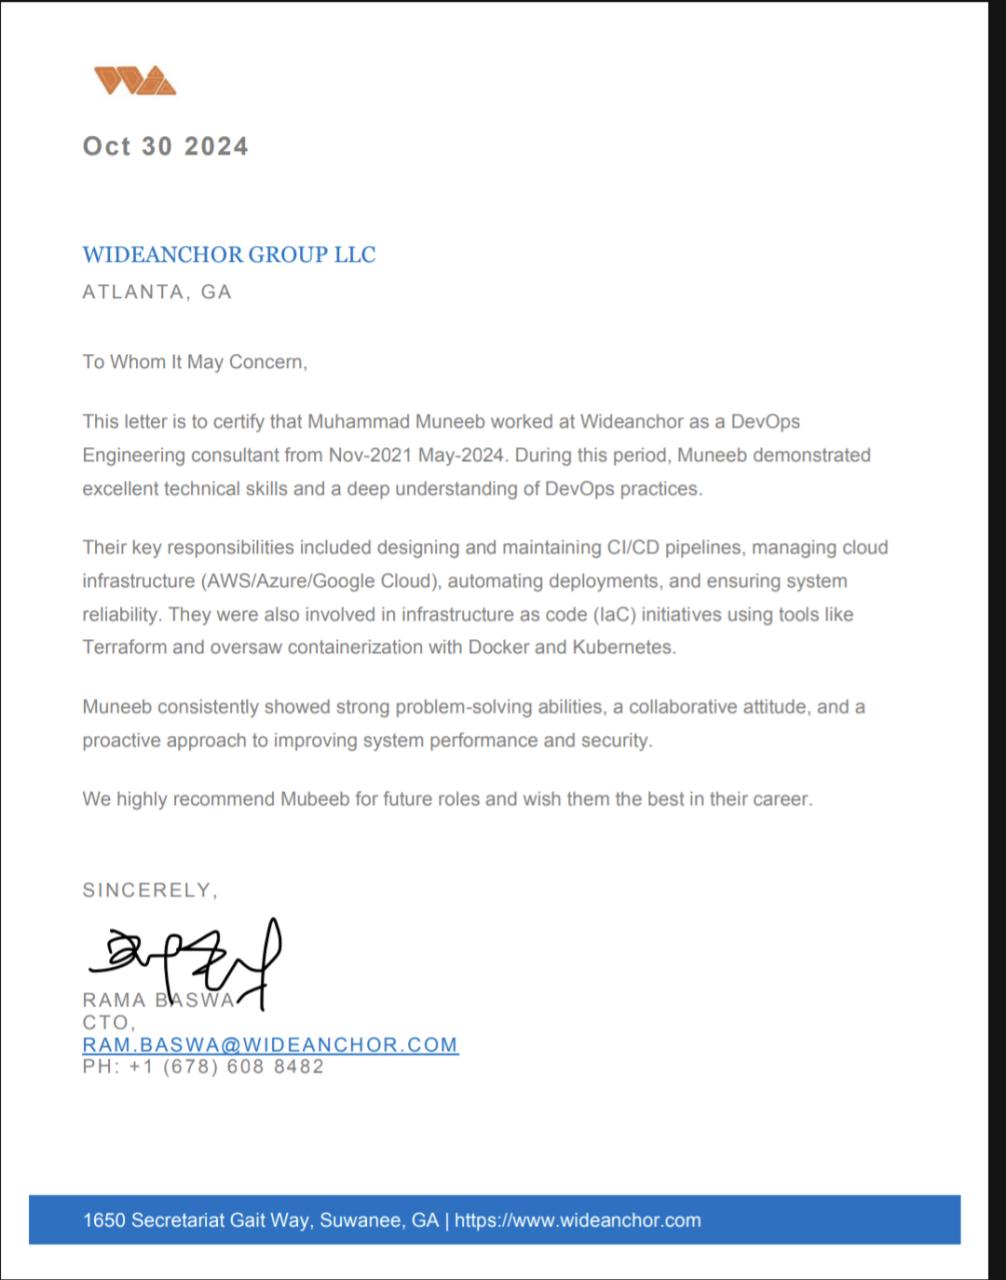 WA
Oct 30 2024
WIDEANCHOR GROUP LLC
ATLANTA, GA
To Whom It May Concern,
This letter is to certify that Muhammad Muneeb worked at Wideanchor as a DevOps
Engineering consultant from Nov-2021 May-2024. During this period, Muneeb demonstrated
excellent technical skills and a deep understanding of DevOps practices.
Their key responsibilities included designing and maintaining CI/CD pipelines, managing cloud
infrastructure (AWS/Azure/Google Cloud), automating deployments, and ensuring system
reliability. They were also involved in infrastructure as code (IaC) initiatives using tools like
Terraform and oversaw containerization with Docker and Kubernetes.
Muneeb consistently showed strong problem-solving abilities, a collaborative attitude, and a
proactive approach to improving system performance and security.
We highly recommend Mubeeb for future roles and wish them the best in their career.
SINCERELY,
RAMA BASWA
CTO,
RAM.BASWA@WIDEANCHOR.COM
PH: +1 (678) 608 8482
1650 Secretariat Gait Way, Suwanee, GA | https://www.wideanchor.com